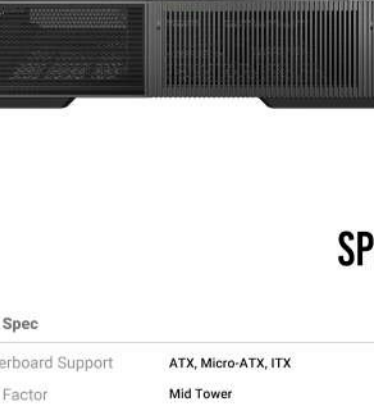 SP
Spec
erboard Support ATX, Micro-ATX, ITX
Factor Mid Tower